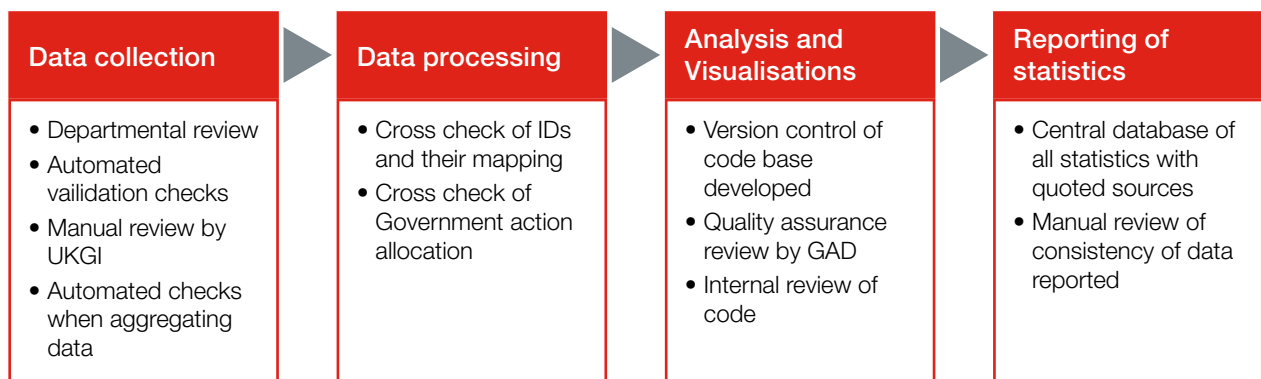 Data collection
• Departmental review
• Automated
vailidation checks
• Manual review by
UKGI
• Automated checks
when aggregating
data
Data processing
• Cross check of IDs
and their mapping
• Cross check of
Government action
allocation
Analysis and
Visualisations
• Version control of
code base
developed
• Quality assurance
review by GAD
• Internal review of
code
Reporting of
statistics
• Central database of
all statistics with
quoted sources
• Manual review of
consistency of data
reported